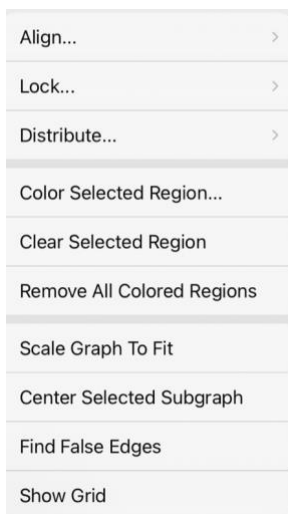 Align...
Lock...
Distribute...
Color Selected Region...
Clear Selected Region
Remove All Colored Regions
Scale Graph To Fit
Center Selected Subgraph
Find False Edges
Show Grid